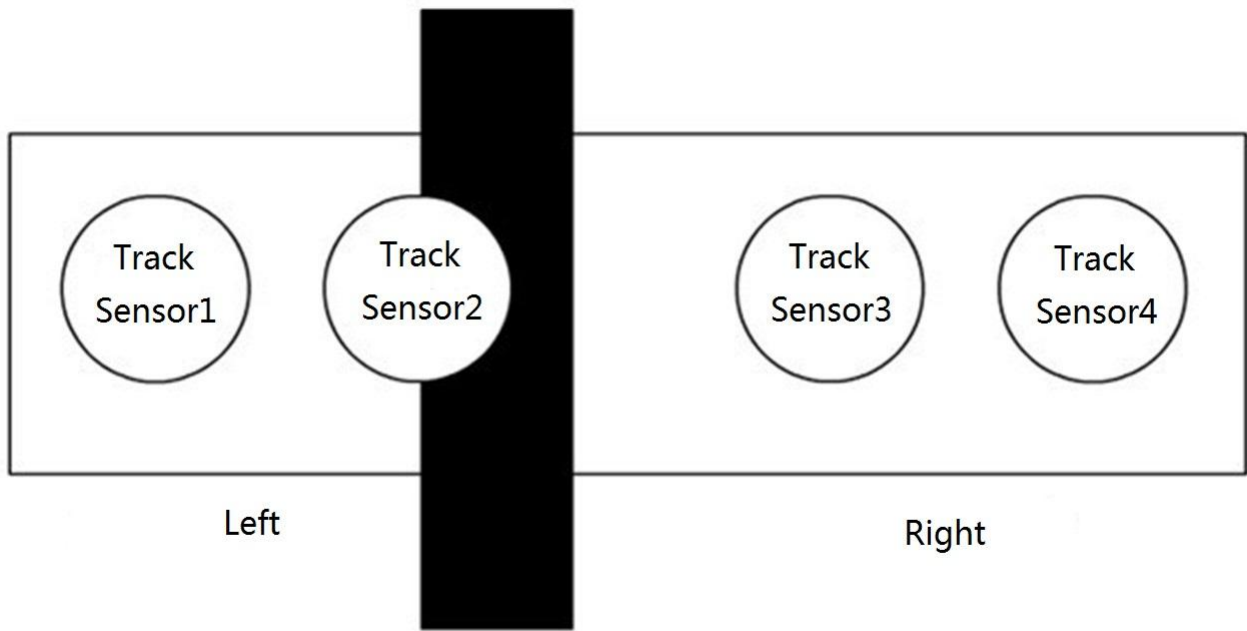 Track
Sensor1
Track
Sensor2
Track
Sensor3
Track
Sensor4
Left
Right